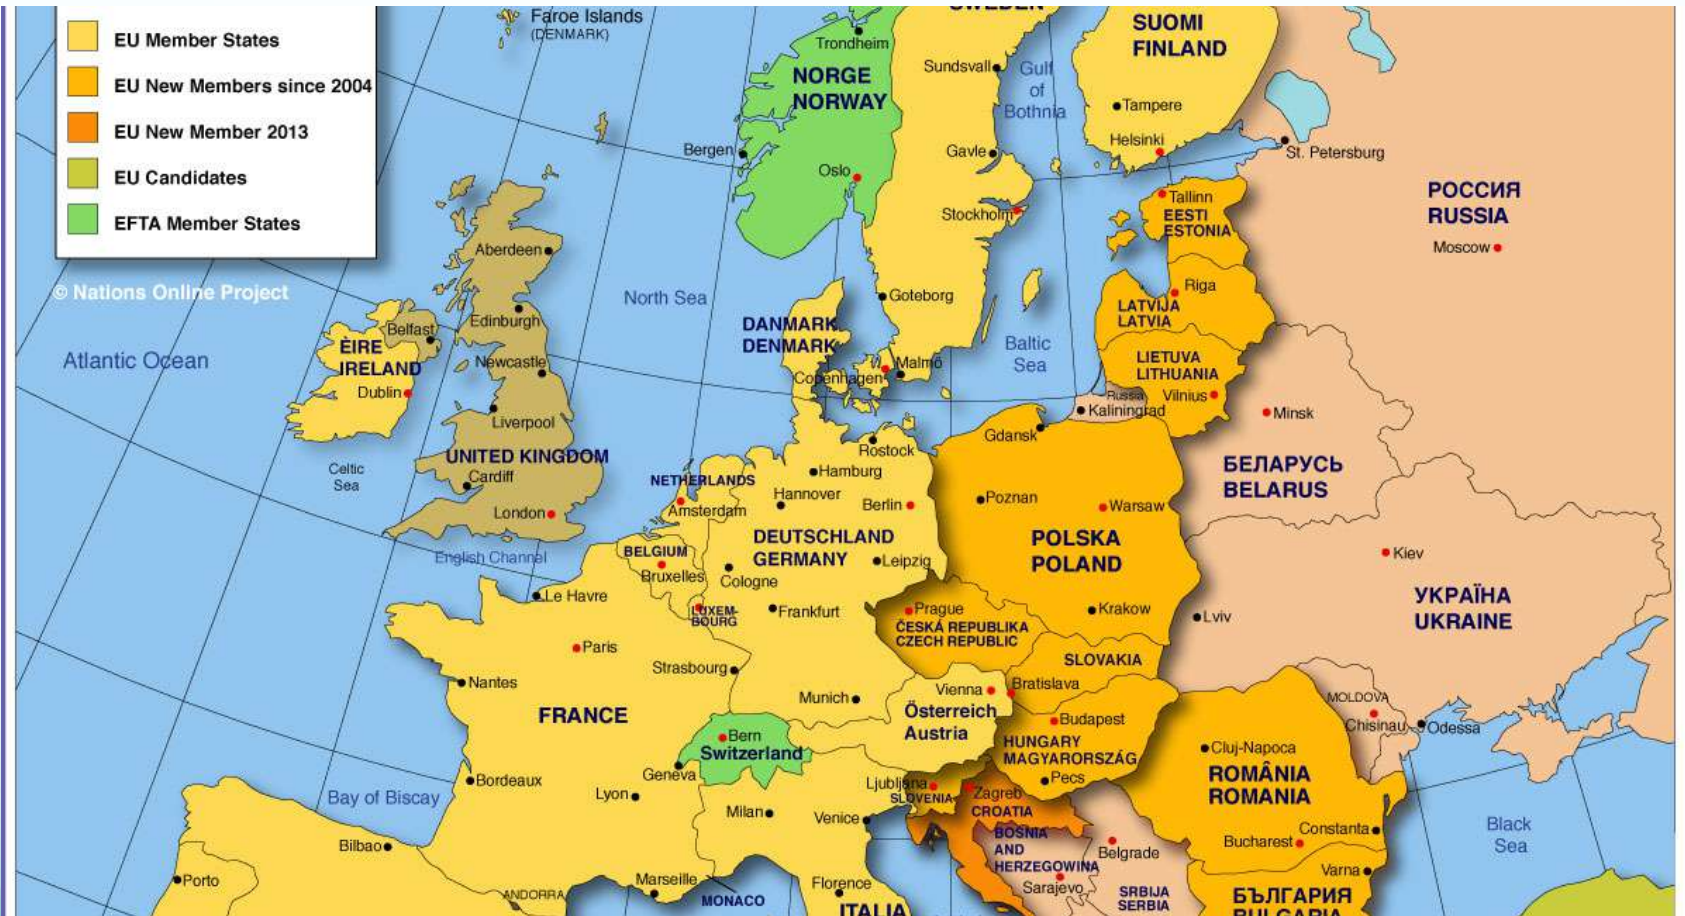 EU Member States
EU New Members since 2004
EU New Member 2013
EU Candidates
EFTA Member States
© Nations Online Project
Faroe Islands
(DENMARK)
Trondheim
SWEDEN
SUOMI
FINLAND
NORGE
NORWAY
Sundsvall
Gulf
of
Bothnia
Tampere
Bergen
Gavle
Helsinki
St. Petersburg
Oslo
Stockholm
Tallinn
EESTI
ESTONIA
РОССИЯ
RUSSIA
Moscow
Aberdeen
North Sea
Goteborg
Riga
LATVIJA
LATVIA
Edinburgh
Belfast
DANMARK
DENMARK
Baltic
Sea
Atlantic Ocean
ÈIRE
IRELAND
Newcastle
Malmö
Copenhagen
LIETUVA
LITHUANIA
Dublin
Russia
Vilnius
Kaliningrad
Minsk
Liverpool
Gdansk
Rostock
UNITED KINGDOM
Celtic
Sea
Cardiff
NETHERLANDS
Hamburg
БЕЛАРУСЬ
BELARUS
Hannover
Poznan
London
Amsterdam
Berlin
Warsaw
English Channel
BELGIUM
DEUTSCHLAND
GERMANY
POLSKA
POLAND
Kiev
Bruxelles
Cologne
Leipzig
Le Havre
LUXEM-
BOURG
Frankfurt
Prague
Krakow
Lviv
УКРАЇНА
UKRAINE
ČESKÁ REPUBLIKA
CZECH REPUBLIC
Paris
Strasbourg
SLOVAKIA
Nantes
Munich
Vienna
Bratislava
MOLDOVA
FRANCE
Österreich
Austria
Budapest
Chisinau
Odessa
Bern
Switzerland
HUNGARY
MAGYARORSZÁG
Cluj-Napoca
Geneva
Bordeaux
Pecs
ROMÂNIA
ROMANIA
Ljubljana
SLOVENIA
Zagreb
CROATIA
Bay of Biscay
Lyon
Milan
Venice
BOSNIA
AND
HERZEGOWINA
Constanta
Black
Sea
Bilbao
Belgrade
Bucharest
Porto
Marseille
ANDORRA
MONACO
Florence
Sarajevo
Varna
SRBIJA
SERBIA
ITALIA
БЪЛГАРИЯ
BULGARIA